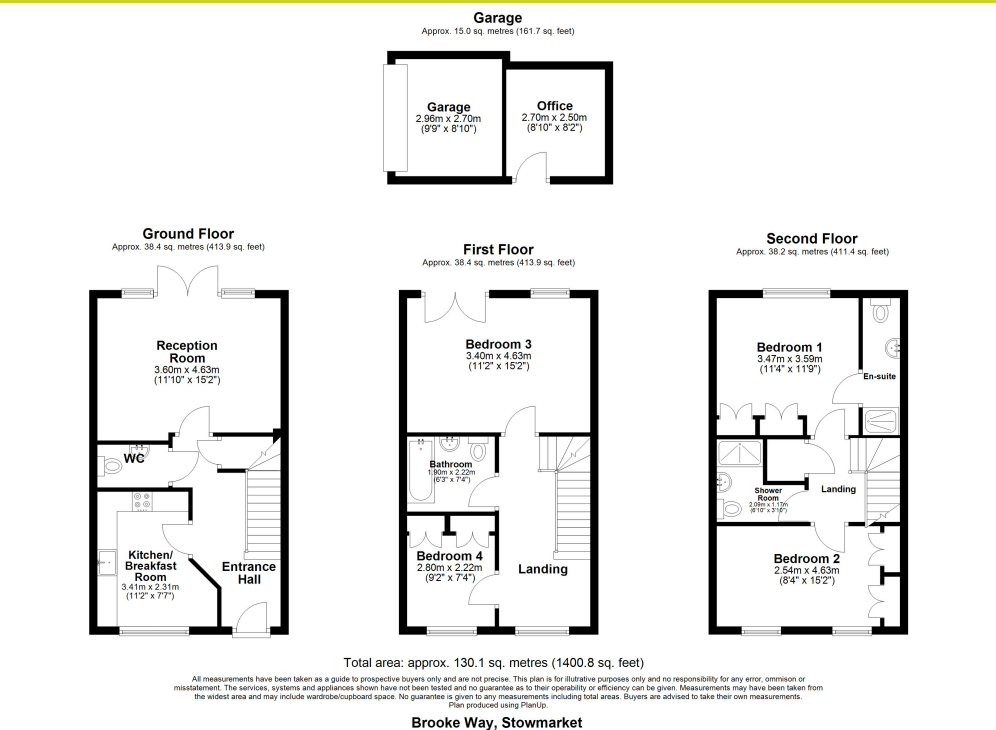 Garage
Approx. 15.0 sq. metres (161.7 sq. feet)
Garage
2.96m x 2.70m
(9'9" x 8'10")
Office
2.70m x 2.50m
(8'10" x 8'2")
Ground Floor
Approx. 38.4 sq. metres (413.9 sq. feet)
Reception
Room
3.60m x 4.63m
(11'10" x 15'2")
WC
Kitchen/
Breakfast
Room
3.41m x 2.31m
(11'2" x 7'7")
Entrance
Hall
First Floor
Approx. 38.4 sq. metres (413.9 sq. feet)
Bedroom 3
3.40m x 4.63m
(11'2" x 15'2")
Bathroom
1.90m x 2.22m
(6'3" x 7'4")
Bedroom 4
2.80m x 2.22m
(9'2" x 7'4")
Landing
Second Floor
Approx. 38.2 sq. metres (411.4 sq. feet)
Bedroom 1
3.47m x 3.59m
(11'4" x 11'9")
En-suite
Shower
Room
2.09m x 1.17m
(6'10" x 3'10")
Landing
Bedroom 2
2.54m x 4.63m
(8'4" x 15'2")
Total area: approx. 130.1 sq. metres (1400.8 sq. feet)
All measurements have been taken as a guide to prospective buyers only and are not precise. This plan is for illutrative purposes only and no responsibility for any error, ommison or
misstatement. The services, systems and appliances shown have not been tested and no guarantee as to their operability or efficiency can be given. Measurements may have been taken from
the widest area and may include wardrobe/cupboard space. No guarantee is given to any measurements including total areas. Buyers are advised to take their own measurements.
Plan produced using PlanUp.
Brooke Way, Stowmarket